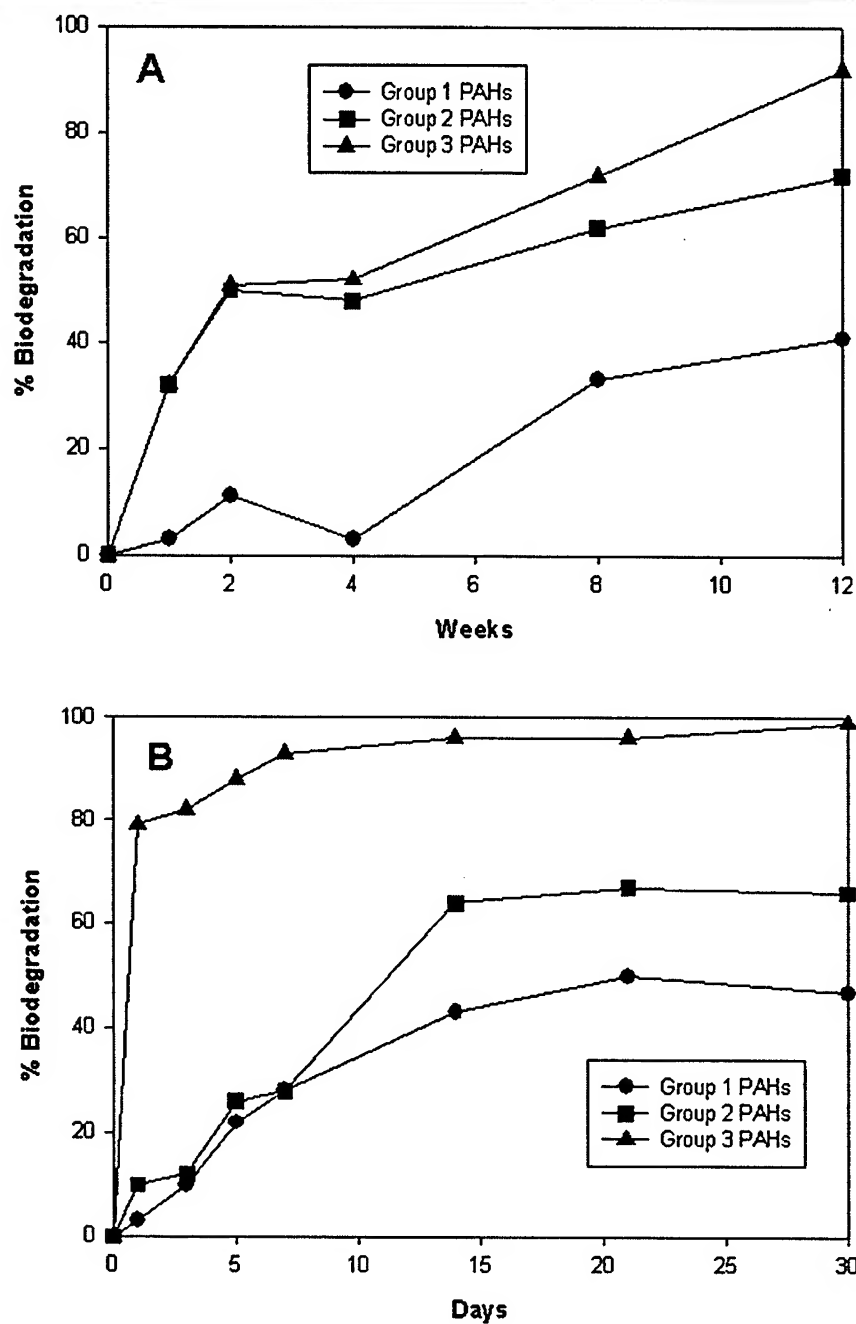 100
80
60
40
20
0
% Biodegradation
A
Group 1 PAHs
Group 2 PAHs
Group 3 PAHs
0 2 4 6 8 10 12
Weeks
100
80
60
40
20
0
% Biodegradation
B
Group 1 PAHs
Group 2 PAHs
Group 3 PAHs
0 5 10 15 20 25 30
Days